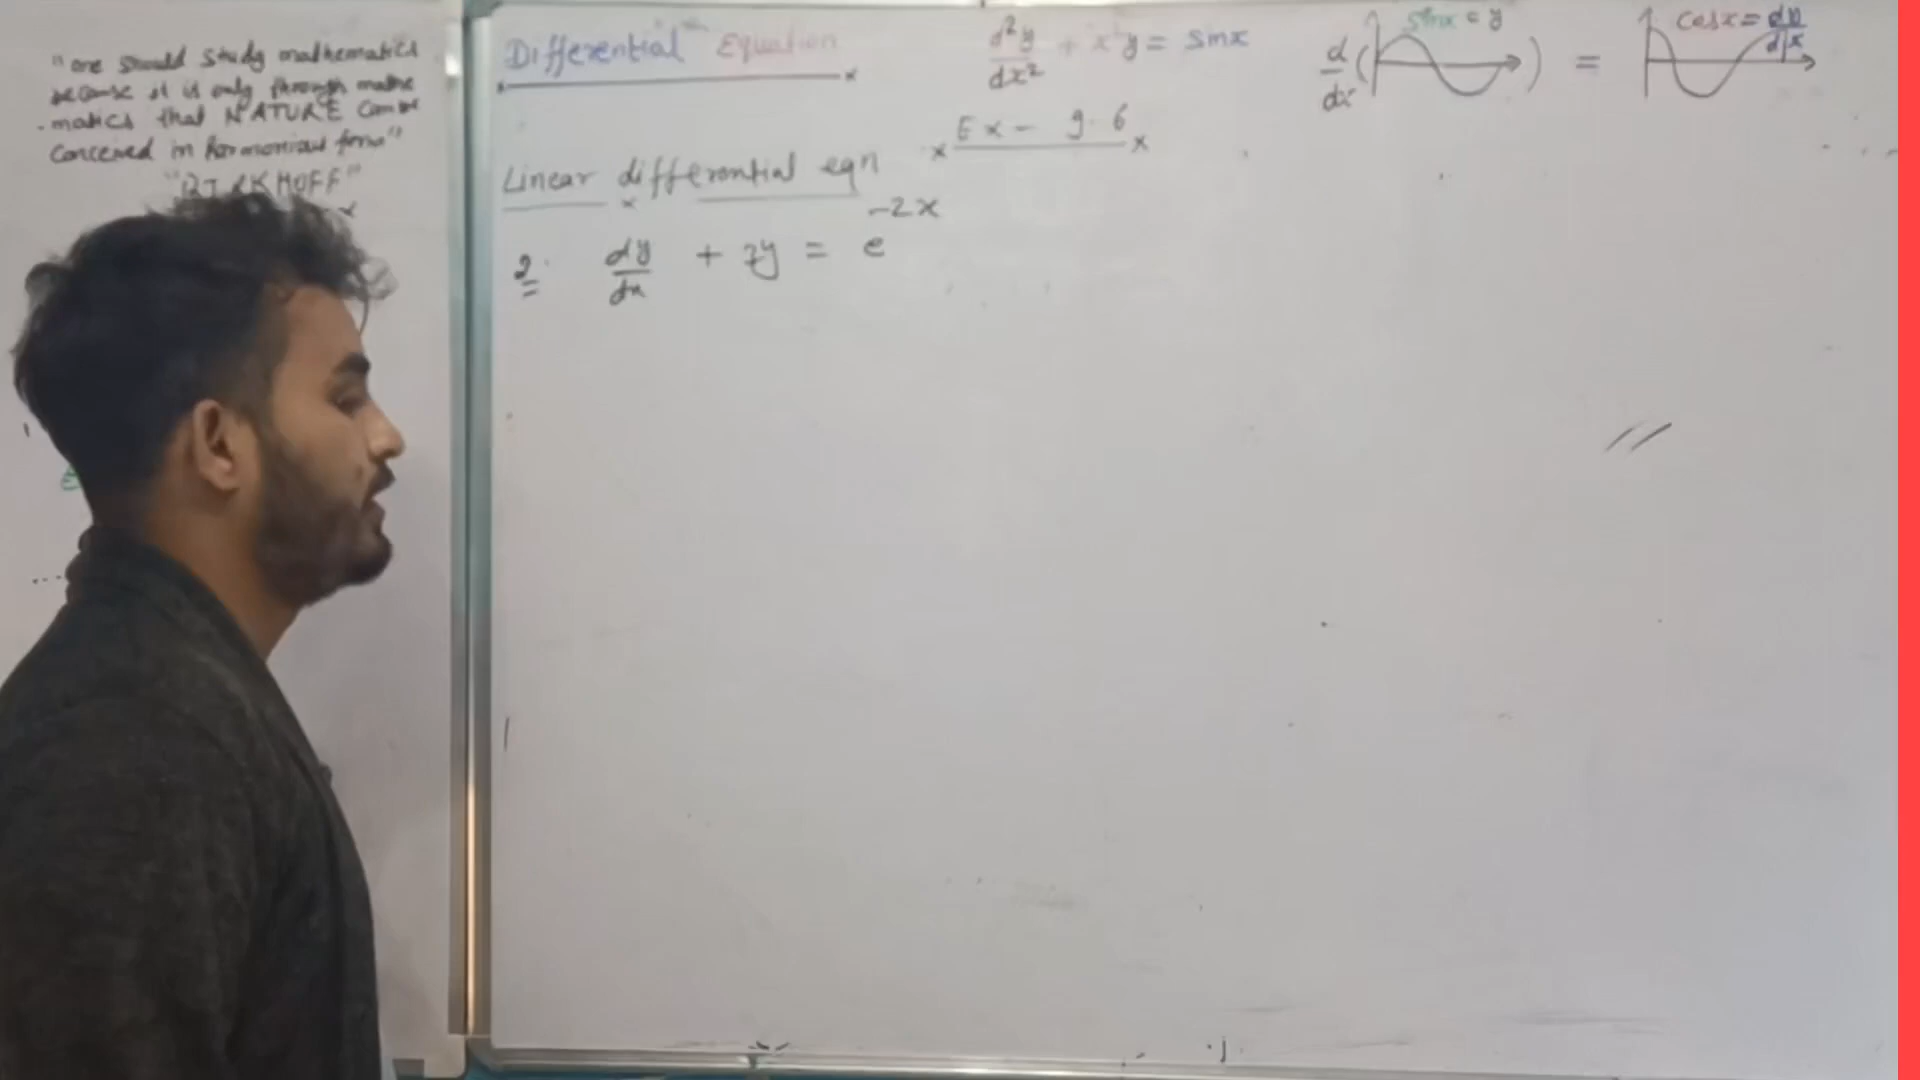 "one should study mathematics
because it is only through mathe
-matics that NATURE can be
conceived in harmonious form"
"BIRKHOFF"
Differential Equation
d²y/dx² + x²y = sinx
d/dx ( sinx = y ) = cosx = dy/dx
Ex - 9.6
Linear differential eqn
2. dy/dx + 3y = e^-2x